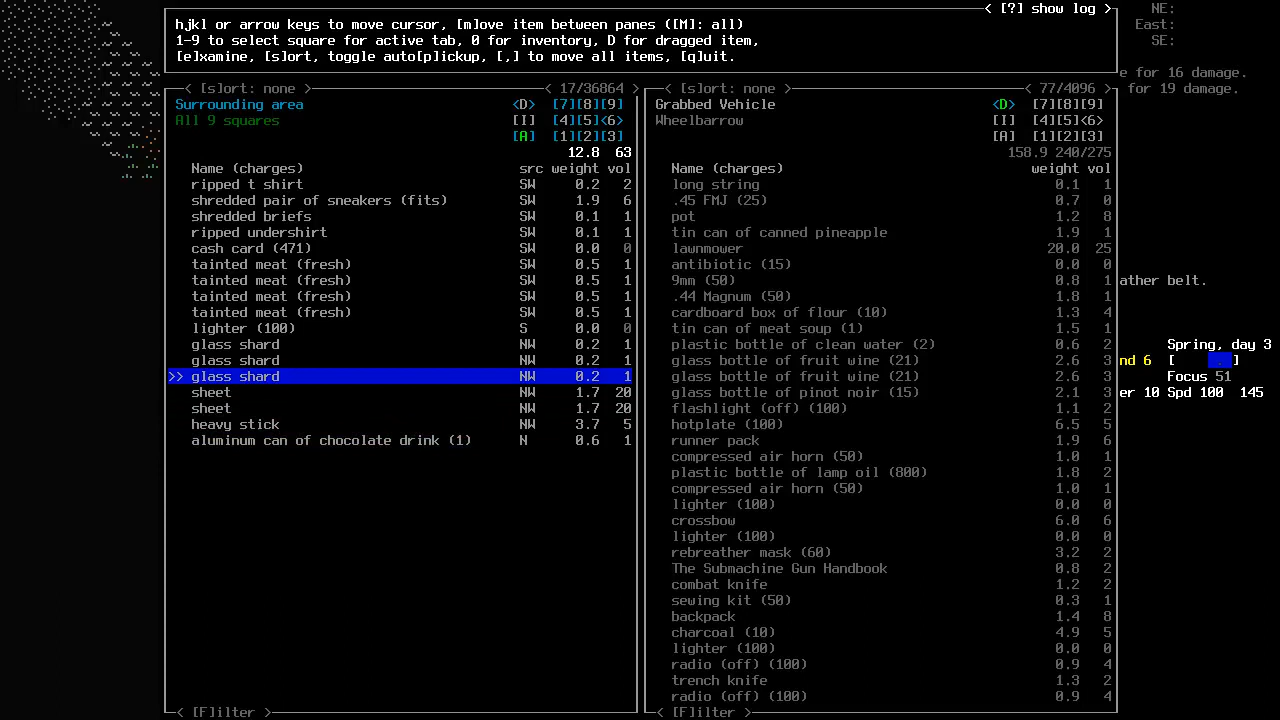 < [?] show log >
NE:
hjkl or arrow keys to move cursor, [m]ove item between panes ([M]: all)
East:
1-9 to select square for active tab, 0 for inventory, D for dragged item,
SE:
[e]xamine, [s]ort, toggle auto[p]ickup, [,] to move all items, [q]uit.
e for 16 damage.
for 19 damage.
< [s]ort: none > < 17/36864 >
Surrounding area <D> [7][8][9]
All 9 squares [I] [4][5]<6>
[A] [1][2][3]
12.8 63
Name (charges) src weight vol
ripped t shirt SW 0.2 2
shredded pair of sneakers (fits) SW 1.9 6
shredded briefs SW 0.1 1
ripped undershirt SW 0.1 1
cash card (471) SW 0.0 0
tainted meat (fresh) SW 0.5 1
tainted meat (fresh) SW 0.5 1
tainted meat (fresh) SW 0.5 1
tainted meat (fresh) SW 0.5 1
lighter (100) S 0.0 0
glass shard NW 0.2 1
glass shard NW 0.2 1
>> glass shard NW 0.2 1
sheet NW 1.7 20
sheet NW 1.7 20
heavy stick NW 3.7 5
aluminum can of chocolate drink (1) N 0.6 1
< [F]ilter >
< [s]ort: none > < 77/4096 >
Grabbed Vehicle <D> [7][8][9]
Wheelbarrow [I] [4][5]<6>
[A] [1][2][3]
158.9 240/275
Name (charges) weight vol
long string 0.1 1
.45 FMJ (25) 0.7 0
pot 1.2 8
tin can of canned pineapple 1.9 1
lawnmower 20.0 25
antibiotic (15) 0.0 0
9mm (50) 0.8 1
.44 Magnum (50) 1.8 1
cardboard box of flour (10) 1.3 4
tin can of meat soup (1) 1.5 1
plastic bottle of clean water (2) 0.6 2
glass bottle of fruit wine (21) 2.6 3
glass bottle of fruit wine (21) 2.6 3
glass bottle of pinot noir (15) 2.1 3
flashlight (off) (100) 1.1 2
hotplate (100) 6.5 5
runner pack 1.9 6
compressed air horn (50) 1.0 1
plastic bottle of lamp oil (800) 1.8 2
compressed air horn (50) 1.0 1
lighter (100) 0.0 0
crossbow 6.0 6
lighter (100) 0.0 0
rebreather mask (60) 3.2 2
The Submachine Gun Handbook 0.8 2
combat knife 1.2 2
sewing kit (50) 0.3 1
backpack 1.4 8
charcoal (10) 4.9 5
lighter (100) 0.0 0
radio (off) (100) 0.9 4
trench knife 1.3 2
radio (off) (100) 0.9 4
< [F]ilter >
ather belt.
Spring, day 3
nd 6 [ ]
Focus 51
er 10 Spd 100 145